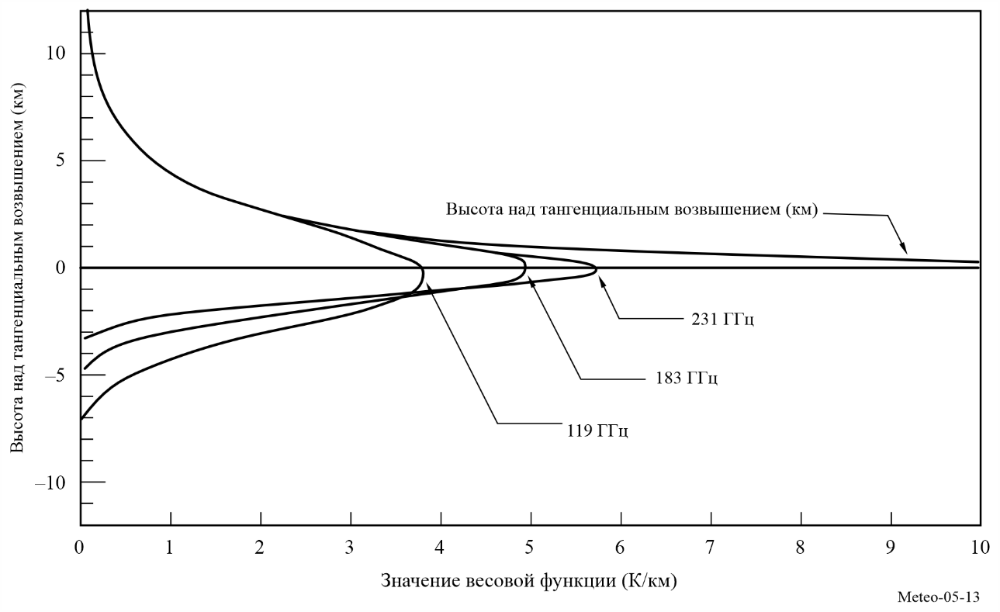 Высота над тангенциальным возвышением (км)
10
5
0
–5
–10
Высота над тангенциальным возвышением (км)
231 ГГц
183 ГГц
119 ГГц
0 1 2 3 4 5 6 7 8 9 10
Значение весовой функции (К/км)
Meteo-05-13